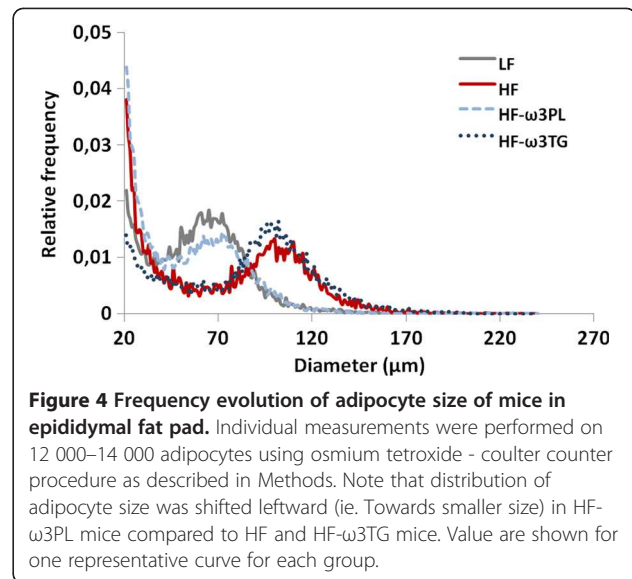 0,05
0,04
0,03
0,02
0,01
0
Relative frequency
LF
HF
HF-ω3PL
HF-ω3TG
20 70 120 170 220 270
Diameter (µm)
Figure 4 Frequency evolution of adipocyte size of mice in
epididymal fat pad. Individual measurements were performed on
12 000–14 000 adipocytes using osmium tetroxide - coulter counter
procedure as described in Methods. Note that distribution of
adipocyte size was shifted leftward (ie. Towards smaller size) in HF-
ω3PL mice compared to HF and HF-ω3TG mice. Value are shown for
one representative curve for each group.